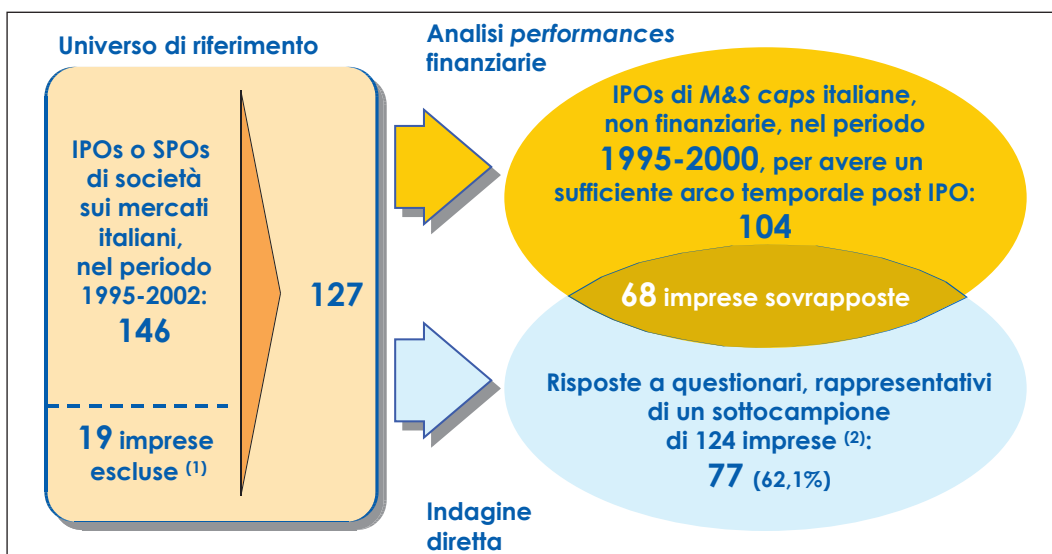 Universo di riferimento
IPOs o SPOs
di società
sui mercati
italiani,
nel periodo
1995-2002:
146
19 imprese
escluse (1)
127
Analisi performances
finanziarie
IPOs di M&S caps italiane,
non finanziarie, nel periodo
1995-2000, per avere un
sufficiente arco temporale post IPO:
104
68 imprese sovrapposte
Risposte a questionari, rappresentativi
di un sottocampione
di 124 imprese (2):
77 (62,1%)
Indagine
diretta